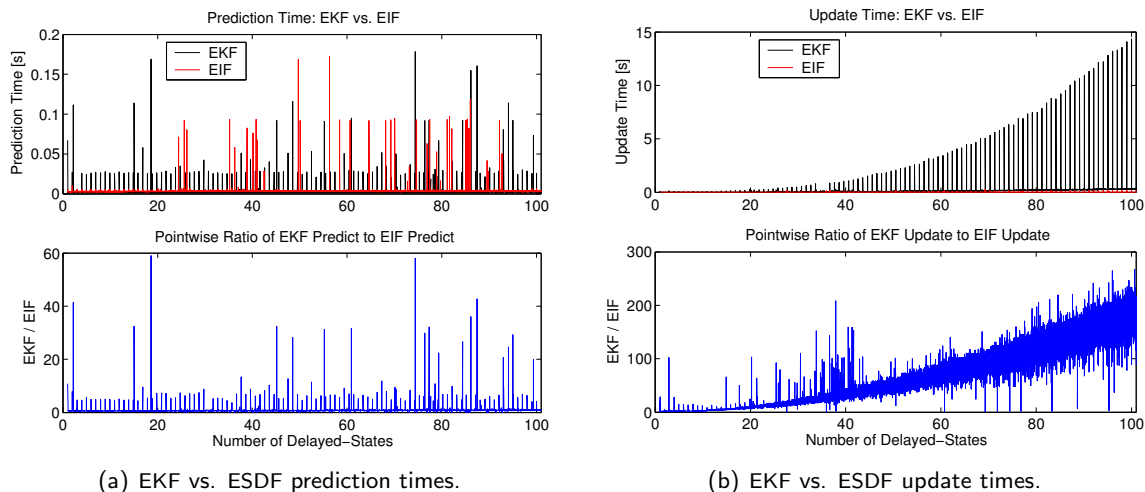 Prediction Time: EKF vs. EIF
0.2
0.15
0.1
0.05
0
Prediction Time [s]
EKF
EIF
0 20 40 60 80 100
Pointwise Ratio of EKF Predict to EIF Predict
60
40
20
0
EKF / EIF
0 20 40 60 80 100
Number of Delayed-States
(a) EKF vs. ESDF prediction times.
Update Time: EKF vs. EIF
15
10
5
0
Update Time [s]
EKF
EIF
0 20 40 60 80 100
Pointwise Ratio of EKF Update to EIF Update
300
200
100
0
EKF / EIF
0 20 40 60 80 100
Number of Delayed-States
(b) EKF vs. ESDF update times.